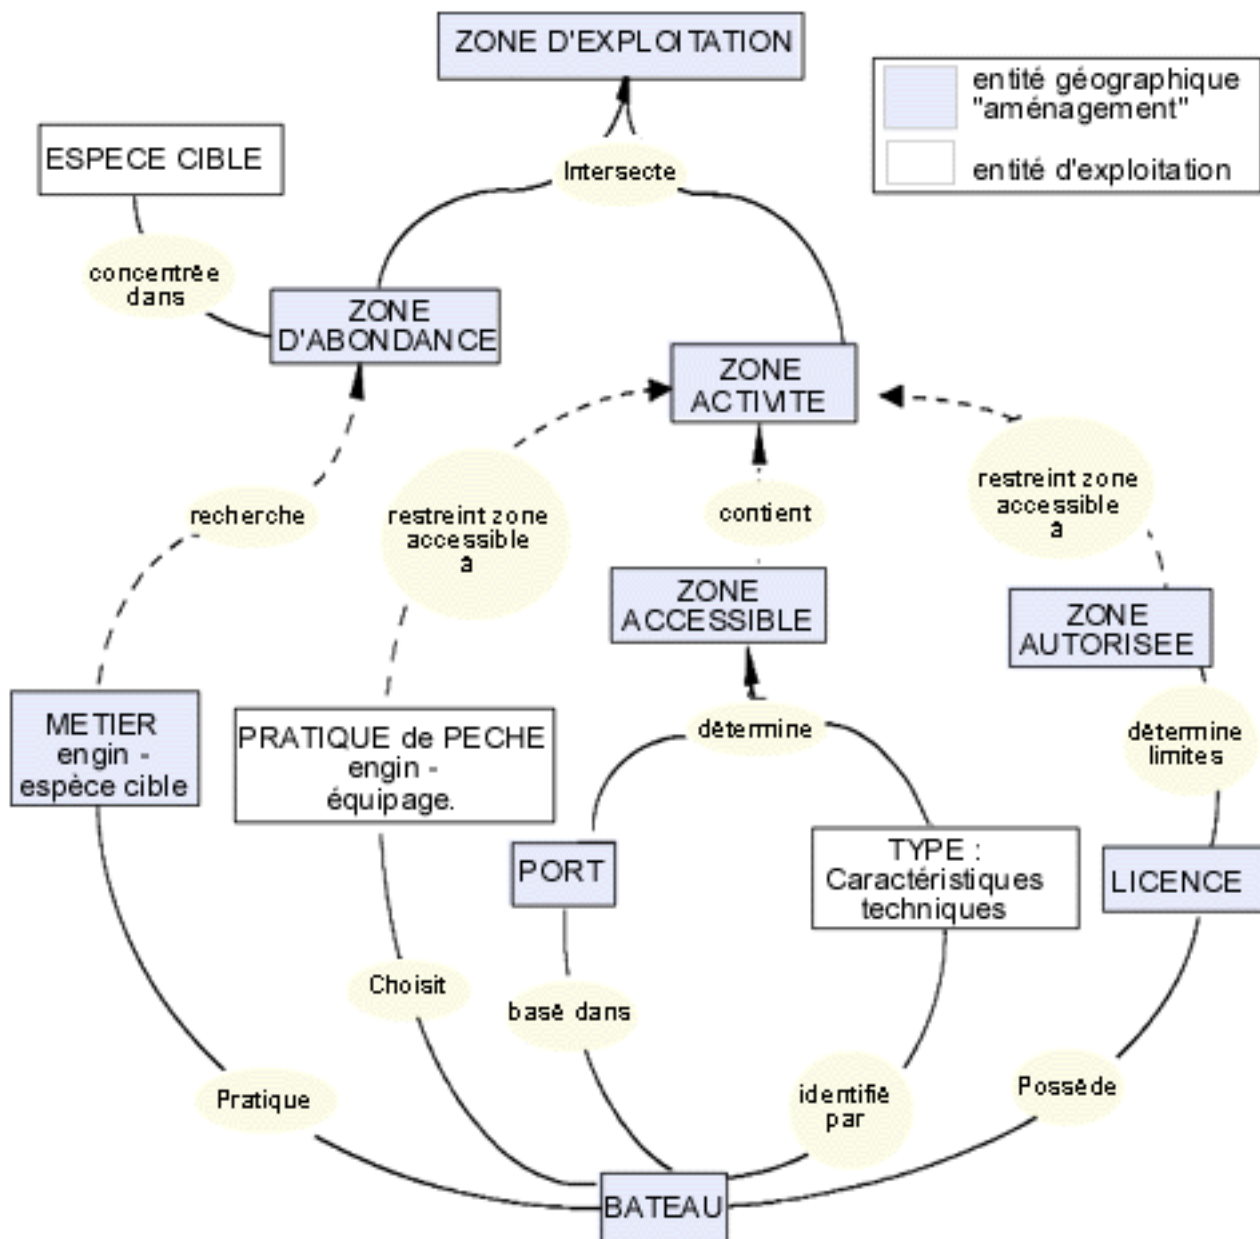 ZONE D'EXPLOITATION
entité géographique
"aménagement"
entité d'exploitation
ESPECE CIBLE
Intersecte
concentrée
dans
ZONE
D'ABONDANCE
ZONE
ACTIVITE
recherche
restreint zone
accessible
à
contient
restreint zone
accessible
à
ZONE
ACCESSIBLE
ZONE
AUTORISEE
METIER
engin -
espèce cible
PRATIQUE de PECHE
engin -
équipage.
détermine
détermine
limites
PORT
TYPE :
Caractéristiques
techniques
LICENCE
Choisit
basé dans
Pratique
identifié
par
Possède
BATEAU